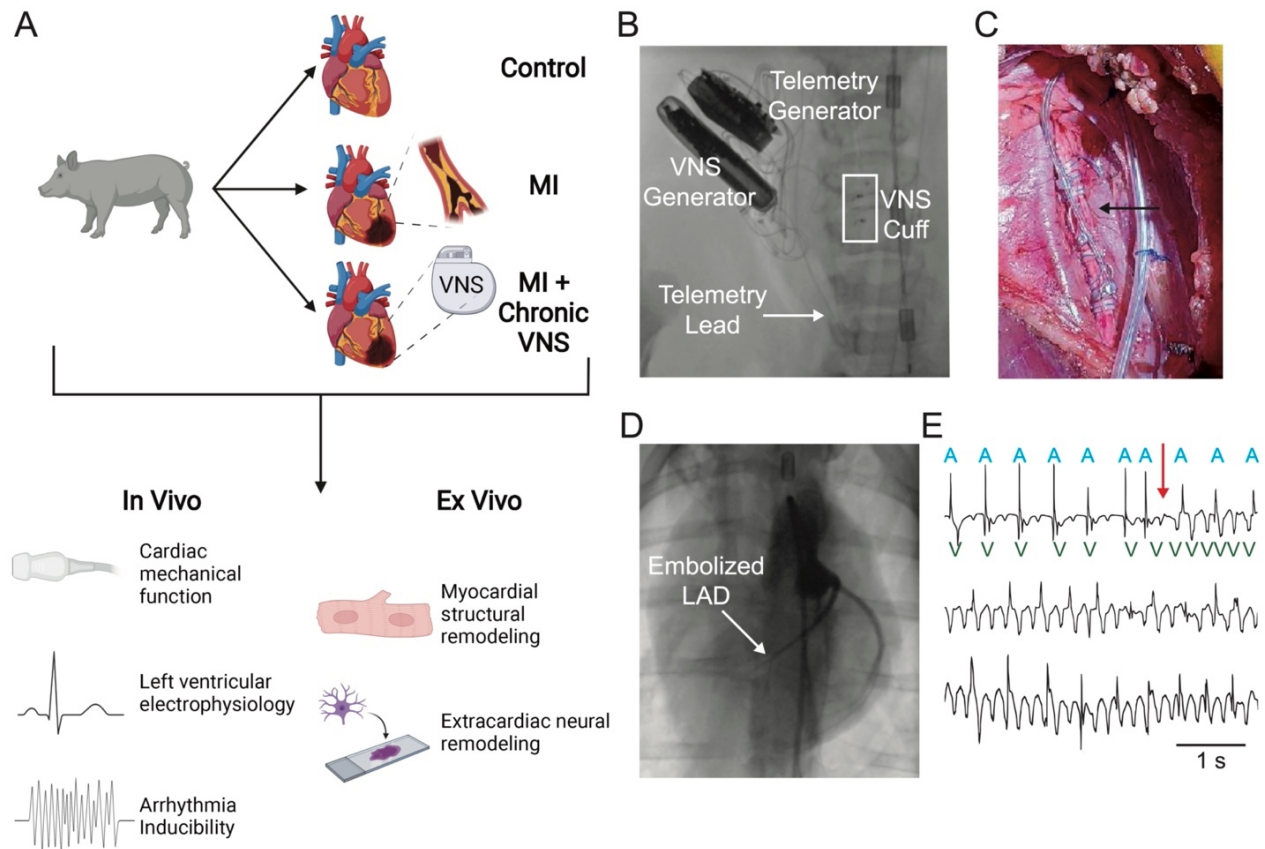 A
Control
MI
VNS
MI +
Chronic
VNS
In Vivo
Cardiac
mechanical
function
Left ventricular
electrophysiology
Arrhythmia
Inducibility
Ex Vivo
Myocardial
structural
remodeling
Extracardiac neural
remodeling
B
Telemetry
Generator
VNS
Generator
VNS
Cuff
Telemetry
Lead
C
D
Embolized
LAD
E
A A A A A A A A A A
V V V V V V V V V V V V V
1 s